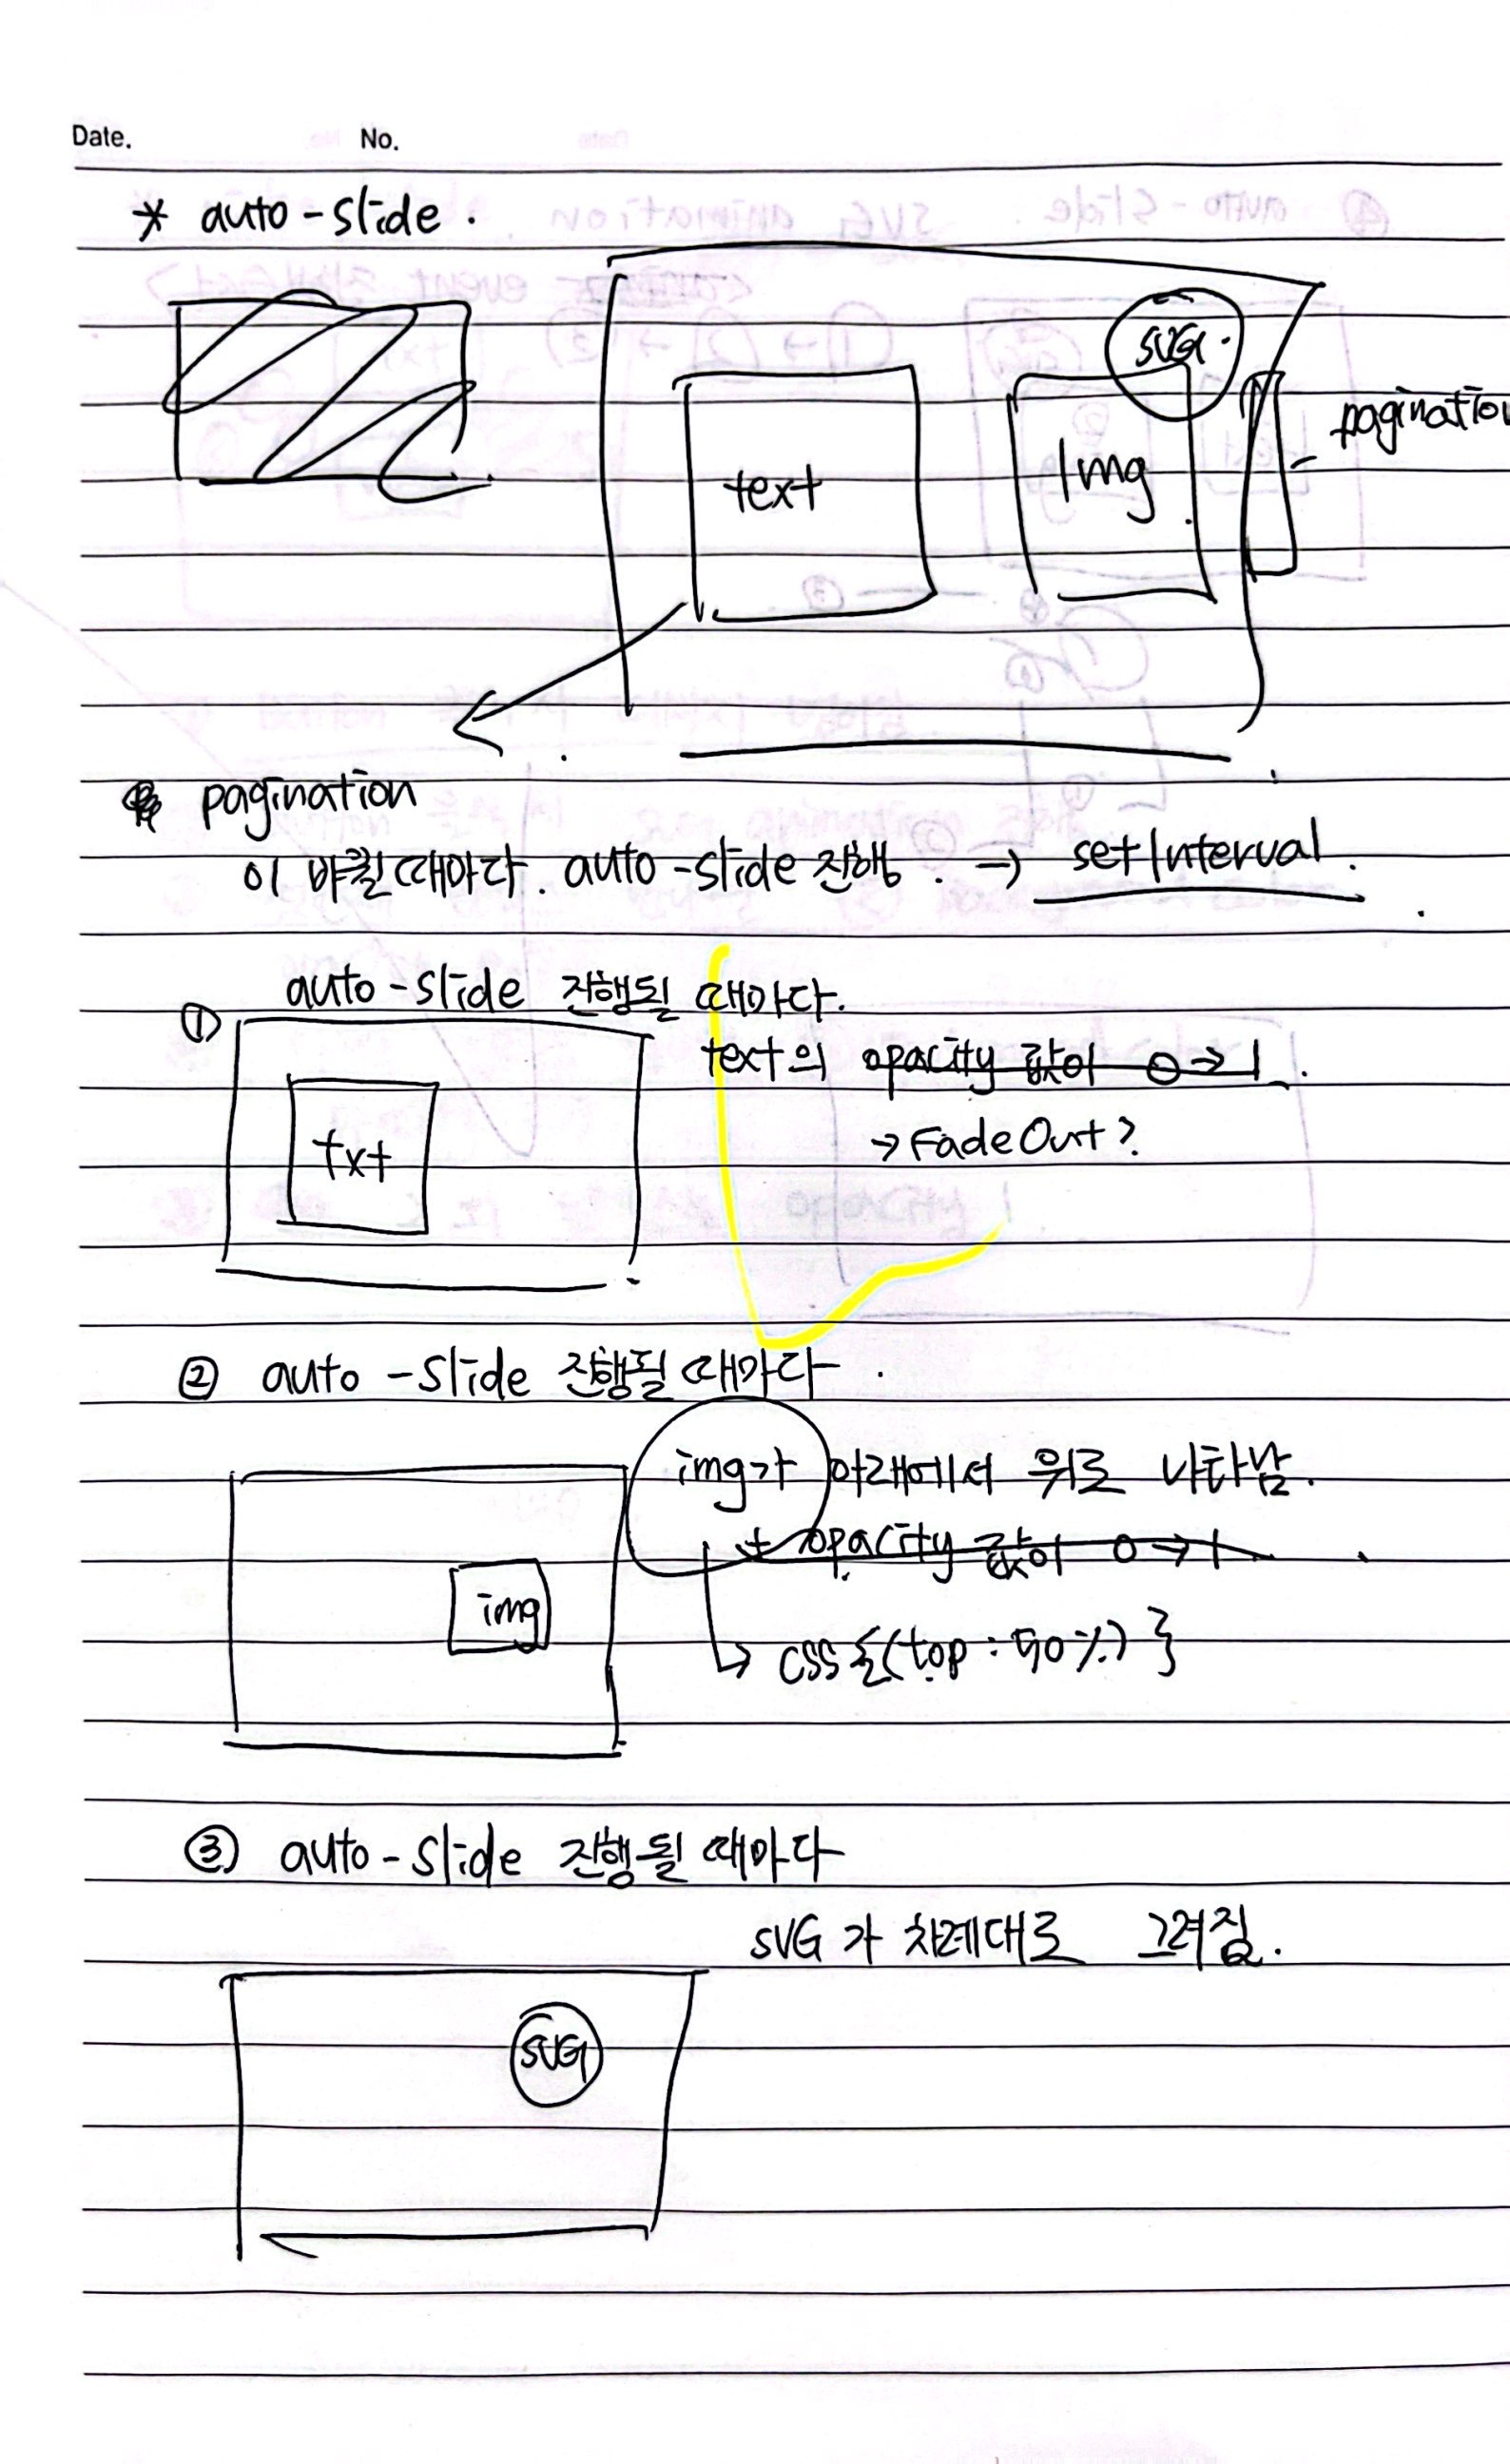 Date. No.
* auto-slide.
SVG.
text
Img
pagination
pagination
이 바뀔때마다. auto-slide 진행. → setInterval.
auto-slide 진행될 때마다.
①
text의 opacity 값이 0→1.
→ FadeOut?
txt
② auto-slide 진행될 때마다.
img가 아래에서 위로 나타남.
+ opacity 값이 0→1
img
↳ css {(top: 50%) }
③ auto-slide 진행될 때마다
SVG가 차례대로 그려짐.
SVG